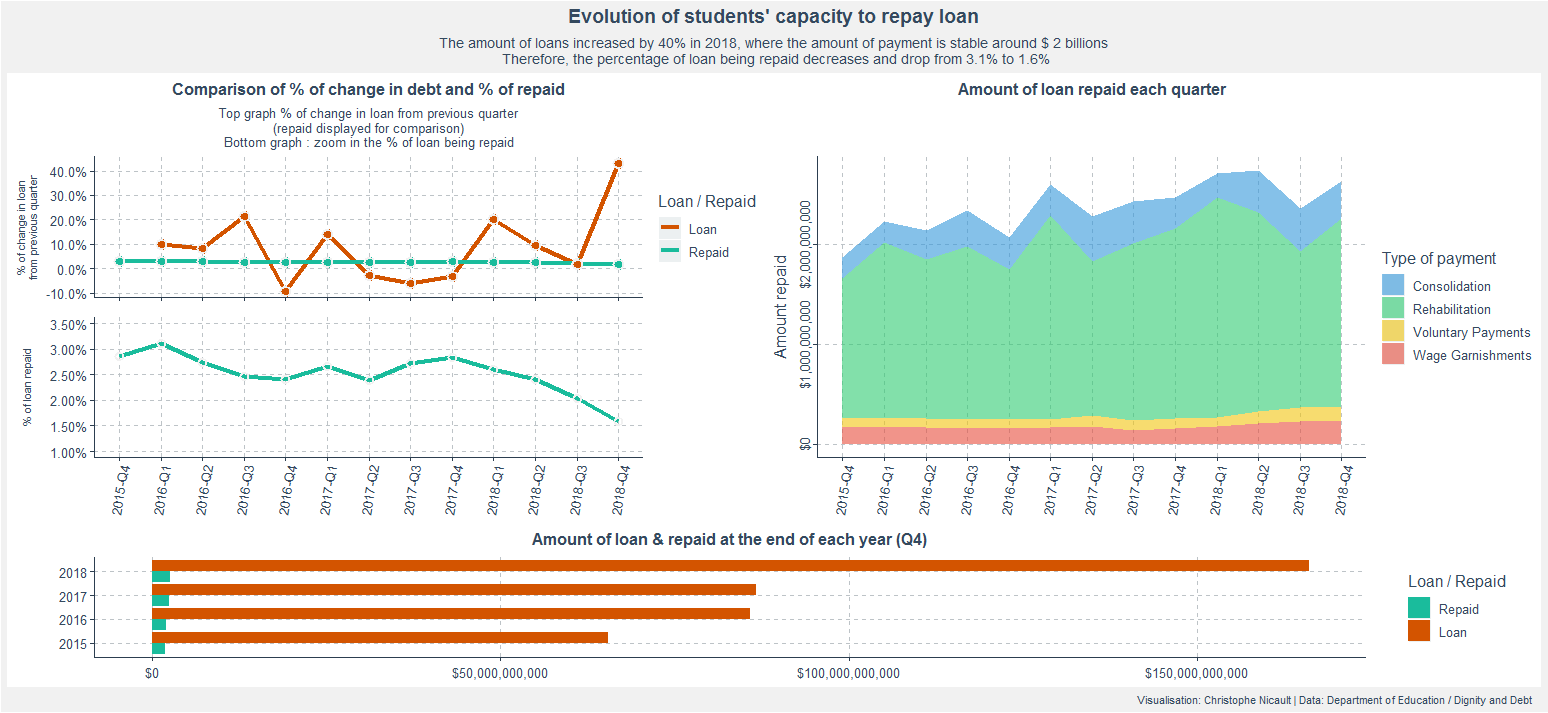 Evolution of students' capacity to repay loan
The amount of loans increased by 40% in 2018, where the amount of payment is stable around $ 2 billions
Therefore, the percentage of loan being repaid decreases and drop from 3.1% to 1.6%
Comparison of % of change in debt and % of repaid
Top graph % of change in loan from previous quarter
(repaid displayed for comparison)
Bottom graph : zoom in the % of loan being repaid
% of change in loan
from previous quarter
40.0%
30.0%
20.0%
10.0%
0.0%
-10.0%
Loan / Repaid
Loan
Repaid
% of loan repaid
3.50%
3.00%
2.50%
2.00%
1.50%
1.00%
2015-Q4
2016-Q1
2016-Q2
2016-Q3
2016-Q4
2017-Q1
2017-Q2
2017-Q3
2017-Q4
2018-Q1
2018-Q2
2018-Q3
2018-Q4
Amount of loan repaid each quarter
Amount repaid
$2,000,000,000
$1,000,000,000
$0
2015-Q4
2016-Q1
2016-Q2
2016-Q3
2016-Q4
2017-Q1
2017-Q2
2017-Q3
2017-Q4
2018-Q1
2018-Q2
2018-Q3
2018-Q4
Type of payment
Consolidation
Rehabilitation
Voluntary Payments
Wage Garnishments
Amount of loan & repaid at the end of each year (Q4)
2018
2017
2016
2015
$0
$50,000,000,000
$100,000,000,000
$150,000,000,000
Loan / Repaid
Repaid
Loan
Visualisation: Christophe Nicault | Data: Department of Education / Dignity and Debt